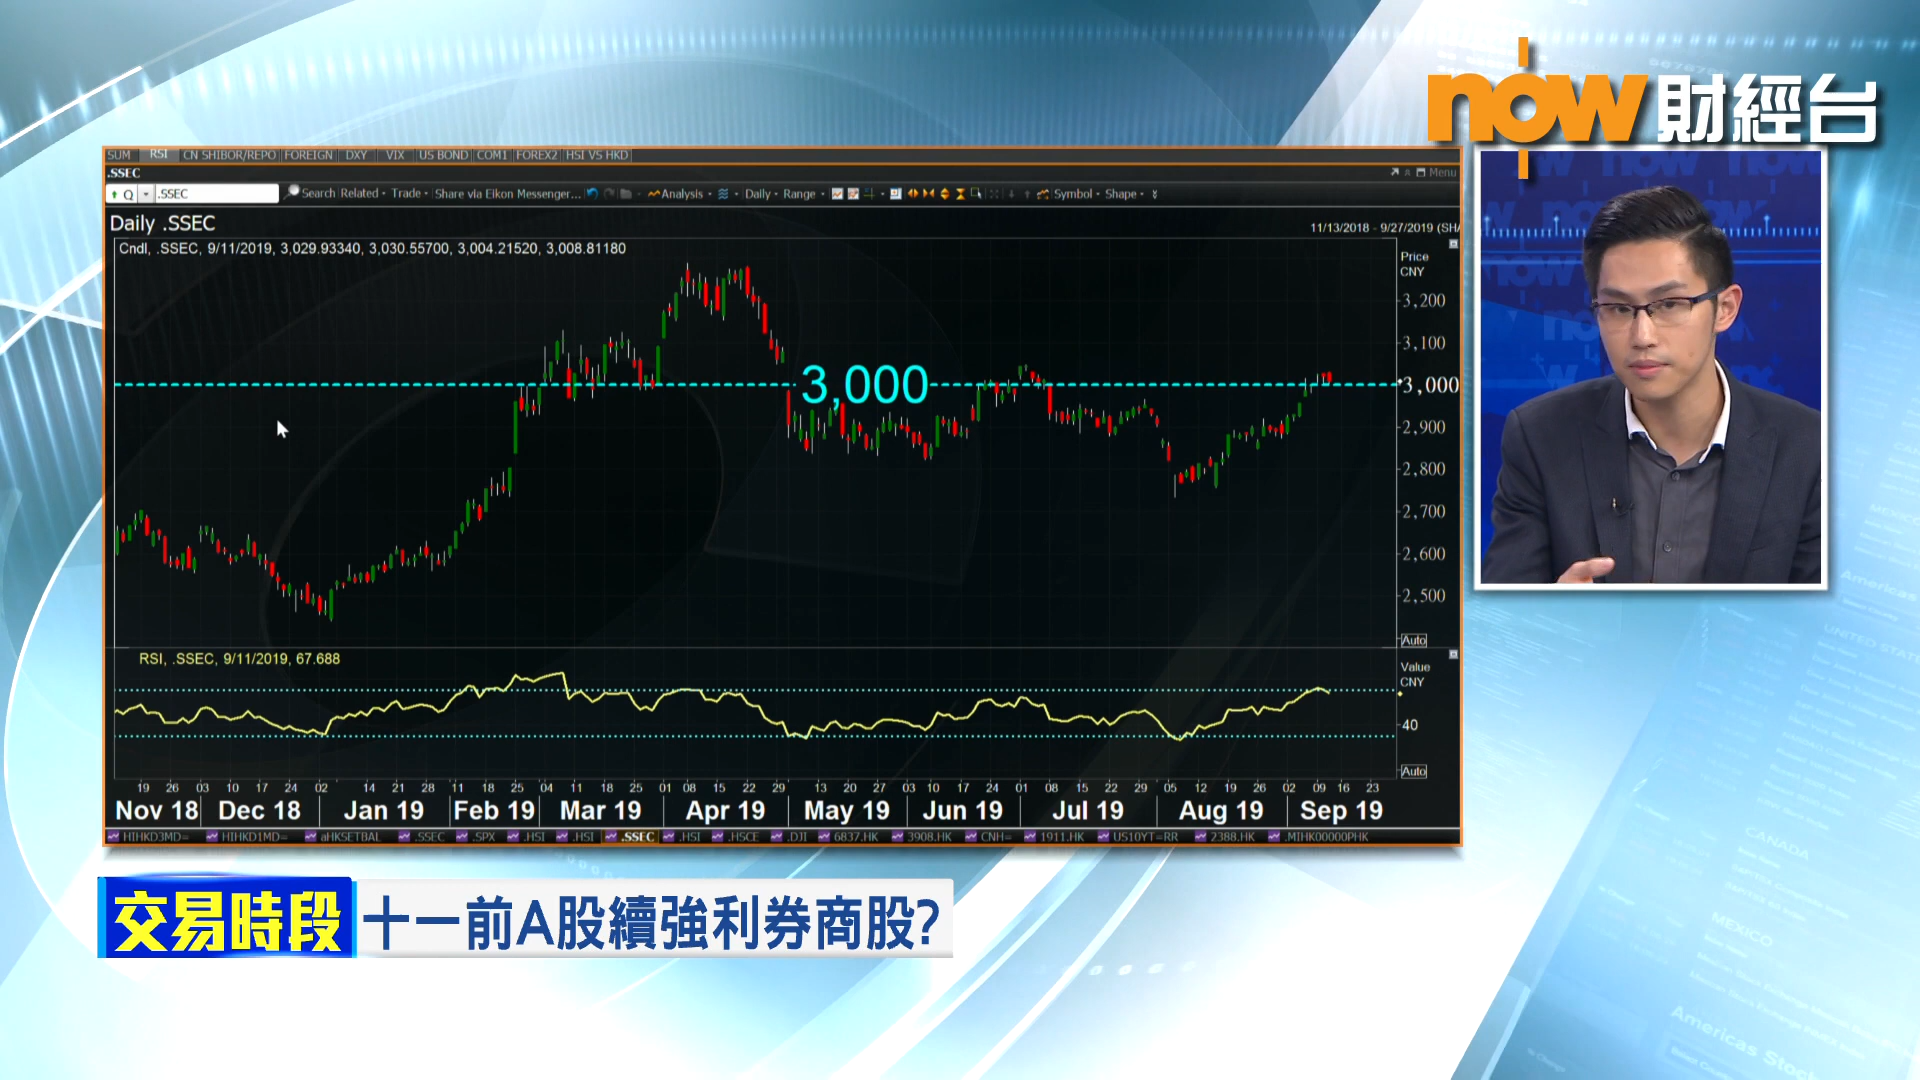 now 財經台
SUM RSI CN SHIBOR/REPO FOREIGN DXY VIX US BOND COM1 FOREX2 HSI VS HKD
.SSEC
Menu
Q .SSEC Search Related Trade Share via Eikon Messenger... Analysis Daily Range Symbol Shape
Daily .SSEC
11/13/2018 - 9/27/2019 (SH
Cndl, .SSEC, 9/11/2019, 3,029.93340, 3,030.55700, 3,004.21520, 3,008.81180
Price
CNY
3,200
3,100
3,000
3,000
2,900
2,800
2,700
2,600
2,500
Auto
RSI, .SSEC, 9/11/2019, 67.688
Value
CNY
40
Auto
19 26 03 10 17 24 02 14 21 28 11 18 25 04 11 18 25 01 08 15 22 29 13 20 27 03 10 17 24 01 08 15 22 29 05 12 19 26 02 09 16 23
Nov 18 Dec 18 Jan 19 Feb 19 Mar 19 Apr 19 May 19 Jun 19 Jul 19 Aug 19 Sep 19
HIHKD3MD= HIHKD1MD= aHKSETBAL .SSEC .SPX .HSI .HSI .SSEC .HSI .HSCE .DJI 6837.HK 3908.HK CNH= 1911.HK US10YT=RR 2388.HK .MIHK00000PHK
交易時段 十一前A股續強利券商股?
CANADA
MEXICO
Americas Stoc